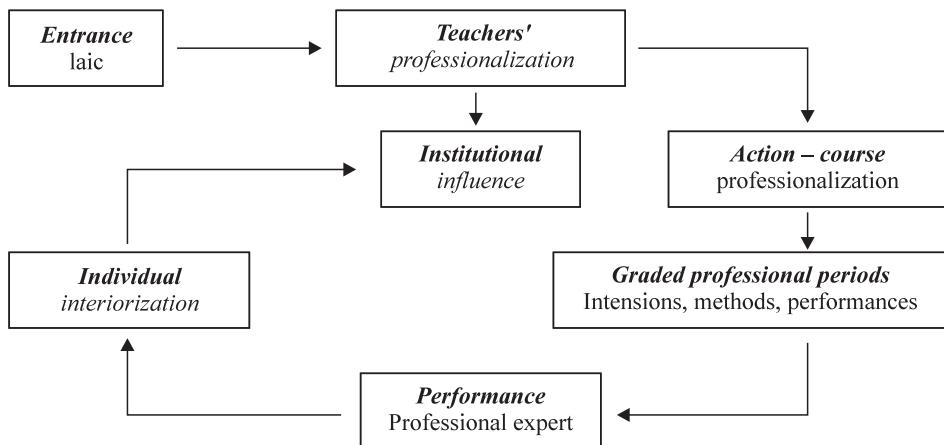 Entrance
laic
Teachers'
professionalization
Institutional
influence
Action – course
professionalization
Individual
interiorization
Graded professional periods
Intensions, methods, performances
Performance
Professional expert